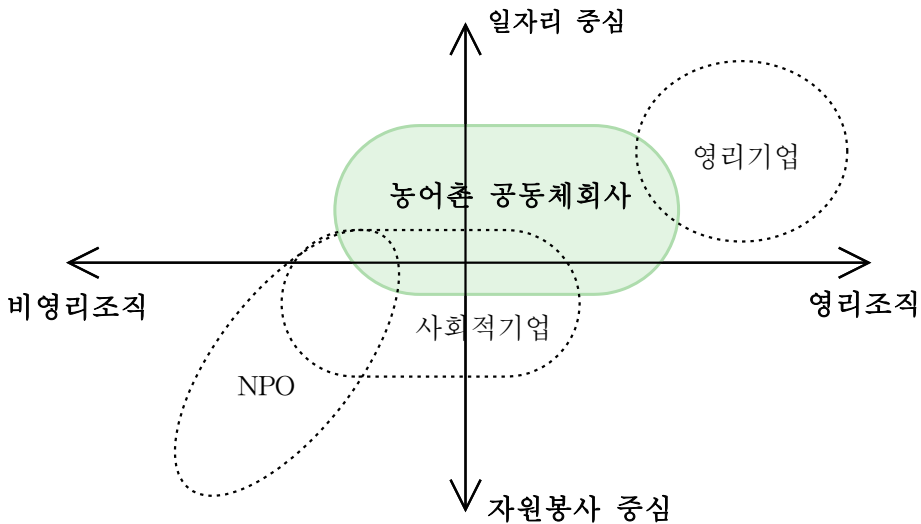 일자리 중심
영리기업
농어촌 공동체회사
비영리조직
영리조직
사회적기업
NPO
자원봉사 중심